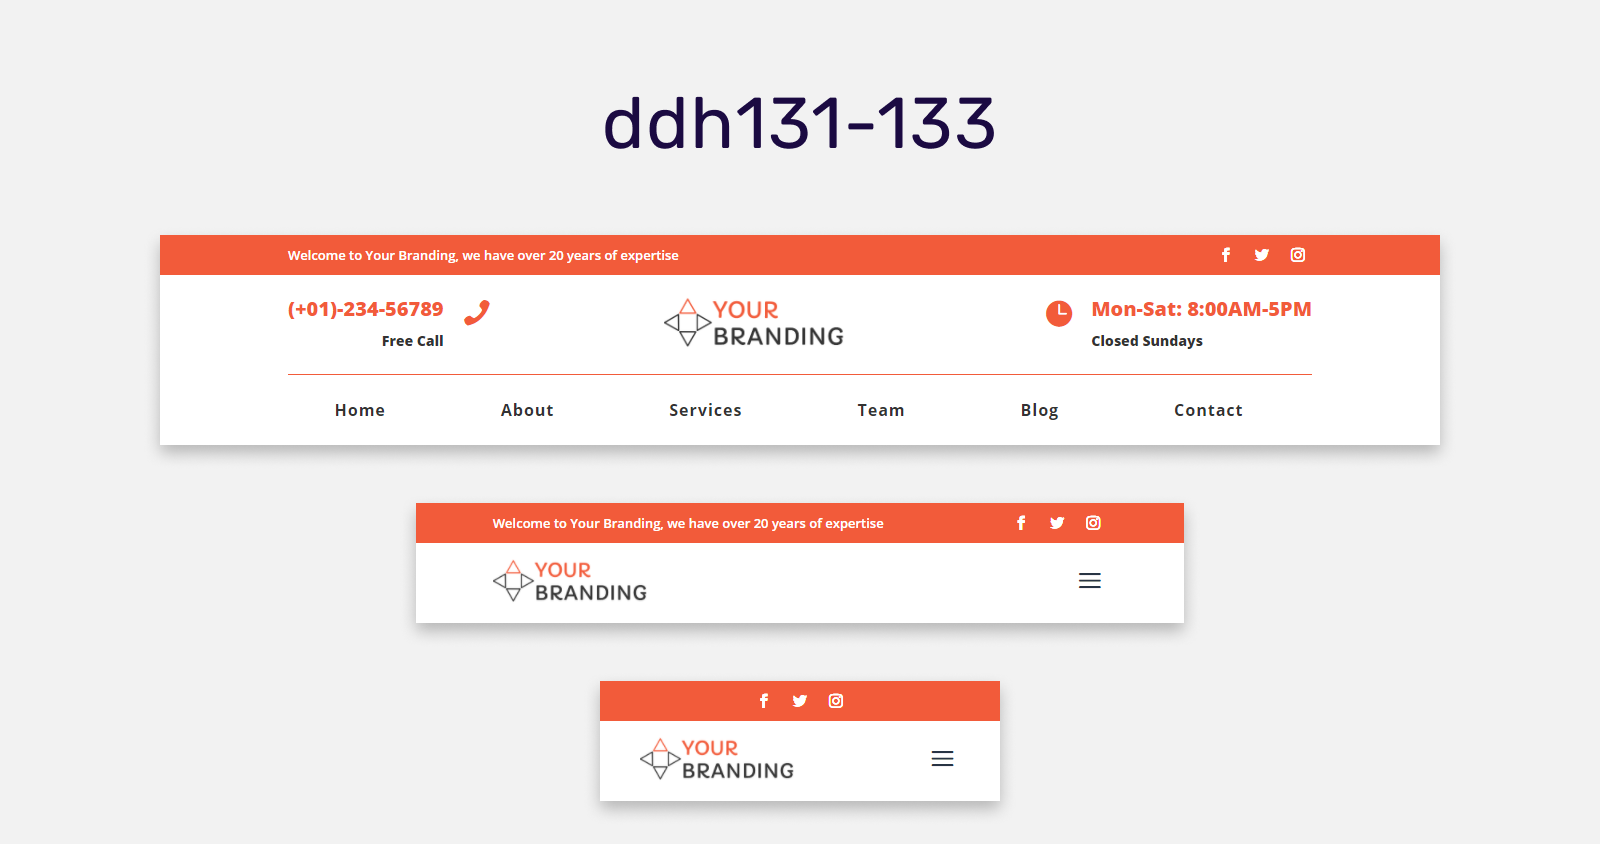 ddh131-133
Welcome to Your Branding, we have over 20 years of expertise
(+01)-234-56789
Free Call
YOUR
BRANDING
Mon-Sat: 8:00AM-5PM
Closed Sundays
Home About Services Team Blog Contact
Welcome to Your Branding, we have over 20 years of expertise
YOUR
BRANDING
YOUR
BRANDING